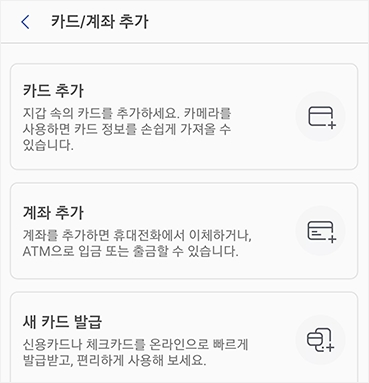 카드/계좌 추가
카드 추가
지갑 속의 카드를 추가하세요. 카메라를
사용하면 카드 정보를 손쉽게 가져올 수
있습니다.
계좌 추가
계좌를 추가하면 휴대전화에서 이체하거나,
ATM으로 입금 또는 출금할 수 있습니다.
새 카드 발급
신용카드나 체크카드를 온라인으로 빠르게
발급받고, 편리하게 사용해 보세요.